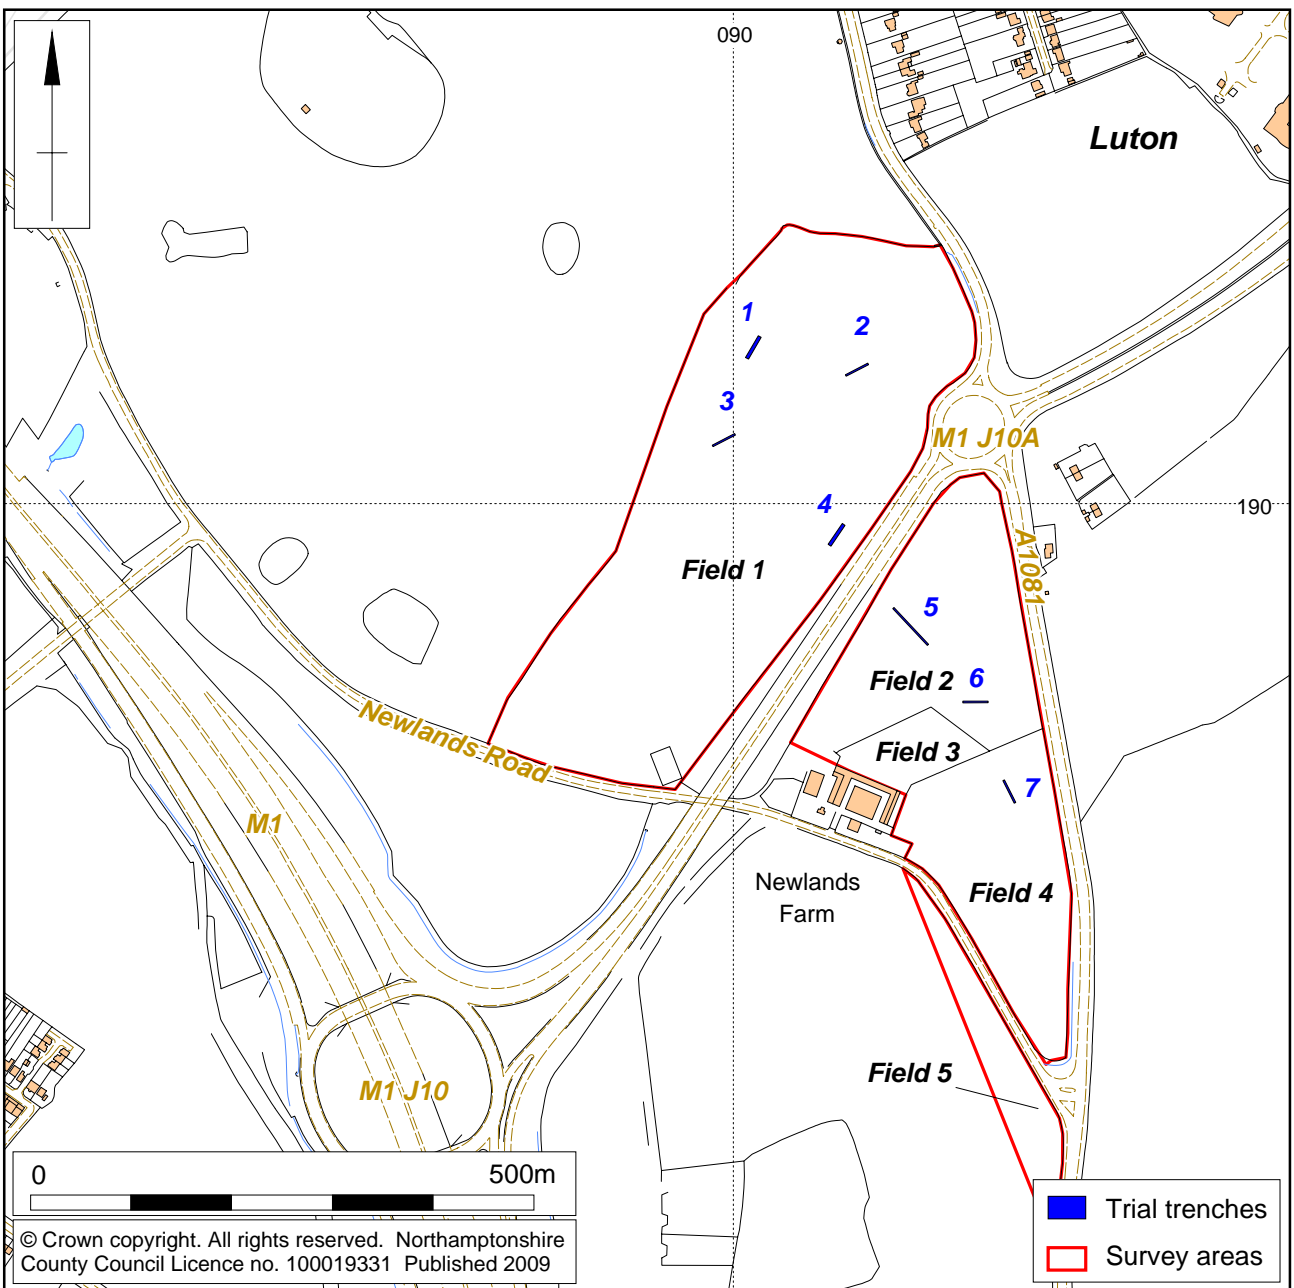 090
Luton
1
2
3
M1 J10A
4
190
Field 1
A1081
5
6
Field 2
Newlands Road
Field 3
7
M1
Newlands
Farm
Field 4
Field 5
M1 J10
0 500m
© Crown copyright. All rights reserved. Northamptonshire
County Council Licence no. 100019331 Published 2009
Trial trenches
Survey areas